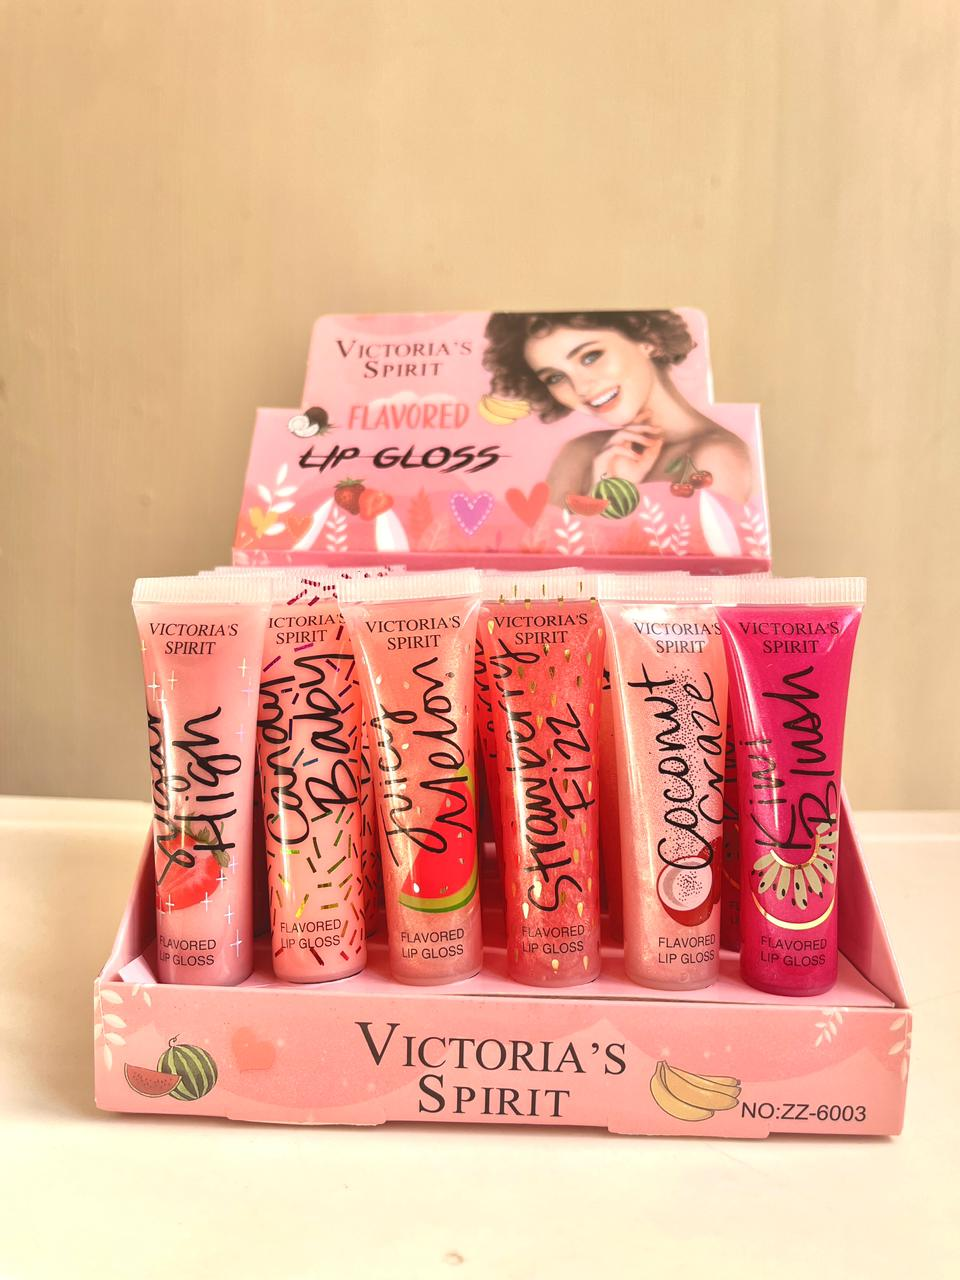 VICTORIA'S
SPIRIT
FLAVORED
LIP GLOSS
VICTORIA'S
SPIRIT
Sugar
High
FLAVORED
LIP GLOSS
VICTORIA'S
SPIRIT
Candy
Baby
FLAVORED
LIP GLOSS
VICTORIA'S
SPIRIT
Juicy
Melon
FLAVORED
LIP GLOSS
VICTORIA'S
SPIRIT
Strawberry
Fizz
FLAVORED
LIP GLOSS
VICTORIA'S
SPIRIT
Coconut
Craze
FLAVORED
LIP GLOSS
VICTORIA'S
SPIRIT
Kiwi
Blush
FLAVORED
LIP GLOSS
VICTORIA'S
SPIRIT
NO:ZZ-6003